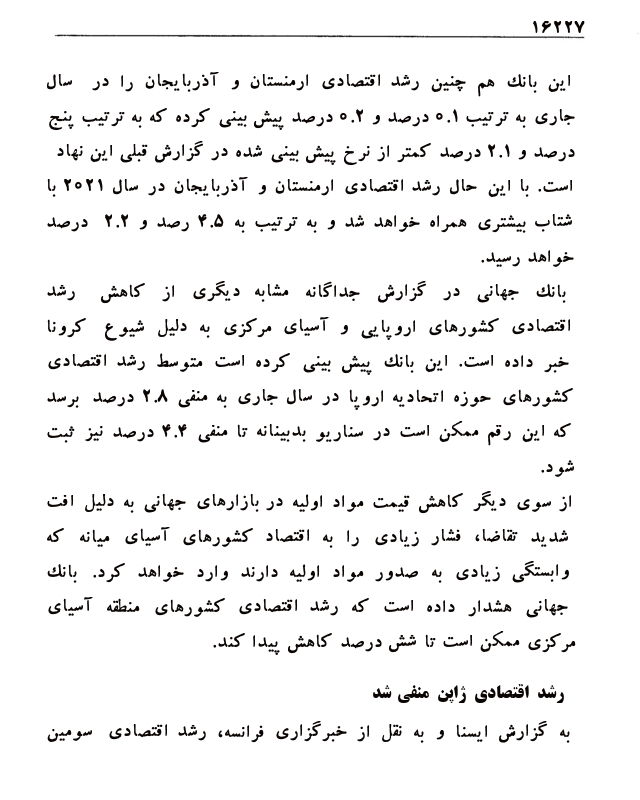 ۱۶۲۲۷
این بانك هم چنین رشد اقتصادی ارمنستان و آذربایجان را در سال
جاری به ترتیب ۰.۱ درصد و ۰.۲ درصد پیش بینی کرده که به ترتیب پنج
درصد و ۲.۱ درصد کمتر از نرخ پیش بینی شده در گزارش قبلی این نهاد
است. با این حال رشد اقتصادی ارمنستان و آذربایجان در سال ۲۰۲۱ با
شتاب بیشتری همراه خواهد شد و به ترتیب به ۴.۵ رصد و ۲.۲ درصد
خواهد رسید.
بانك جهانی در گزارش جداگانه مشابه دیگری از کاهش رشد
اقتصادی کشورهای اروپایی و آسیای مرکزی به دلیل شیوع کرونا
خبر داده است. این بانك پیش بینی کرده است متوسط رشد اقتصادی
کشورهای حوزه اتحادیه اروپا در سال جاری به منفی ۲.۸ درصد برسد
که این رقم ممکن است در سناریو بدبینانه تا منفی ۴.۴ درصد نیز ثبت
شود.
از سوی دیگر کاهش قیمت مواد اولیه در بازارهای جهانی به دلیل افت
شدید تقاضا، فشار زیادی را به اقتصاد کشورهای آسیای میانه که
وابستگی زیادی به صدور مواد اولیه دارند وارد خواهد کرد. بانك
جهانی هشدار داده است که رشد اقتصادی کشورهای منطقه آسیای
مرکزی ممکن است تا شش درصد کاهش پیدا کند.
رشد اقتصادی ژاپن منفی شد
به گزارش ایسنا و به نقل از خبرگزاری فرانسه، رشد اقتصادی سومین